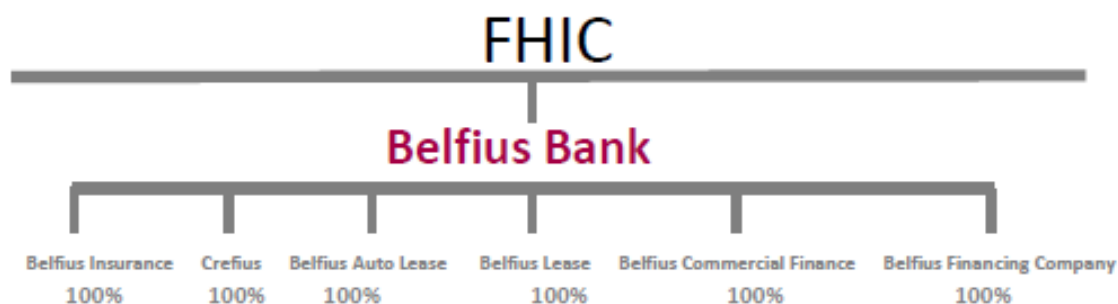 FHIC
Belfius Bank
Belfius Insurance Crefius Belfius Auto Lease Belfius Lease Belfius Commercial Finance Belfius Financing Company
100% 100% 100% 100% 100% 100%